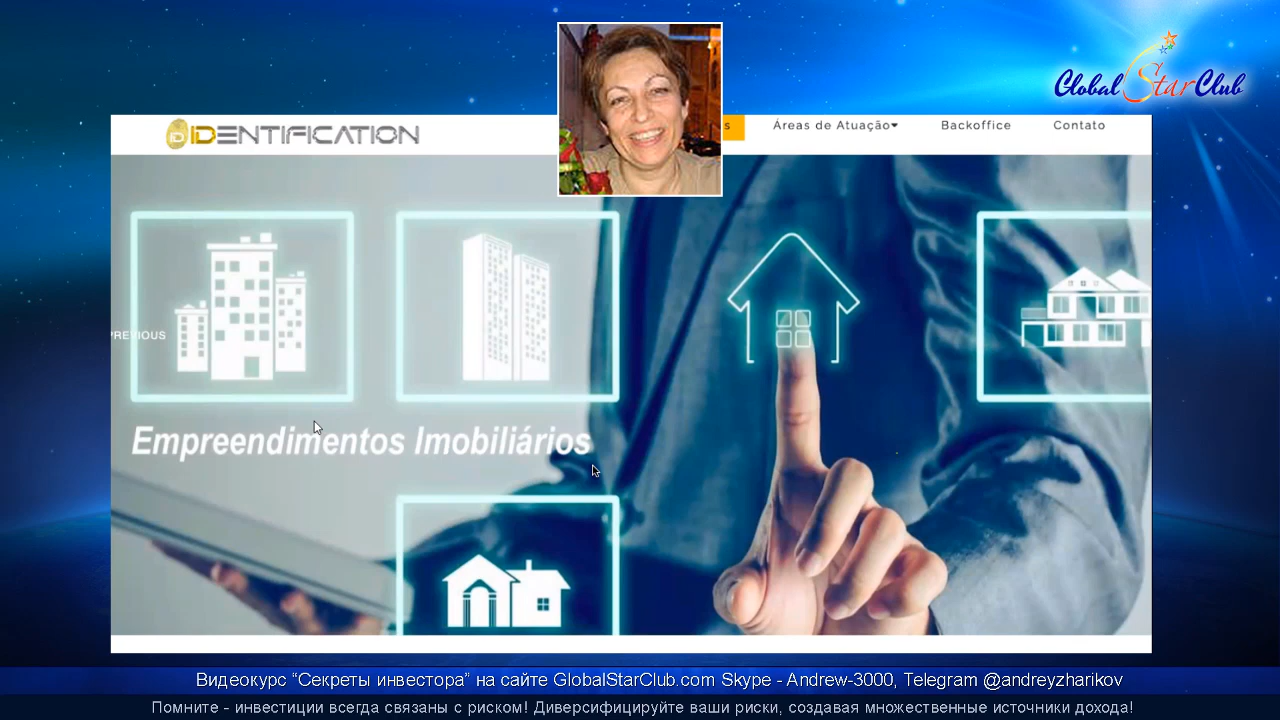 Global Star Club
ID IDENTIFICATION
s Áreas de Atuação Backoffice Contato
PREVIOUS
Empreendimentos Imobiliários
Видеокурс “Секреты инвестора” на сайте GlobalStarClub.com Skype - Andrew-3000, Telegram @andreyzharikov
Помните - инвестиции всегда связаны с риском! Диверсифицируйте ваши риски, создавая множественные источники дохода!